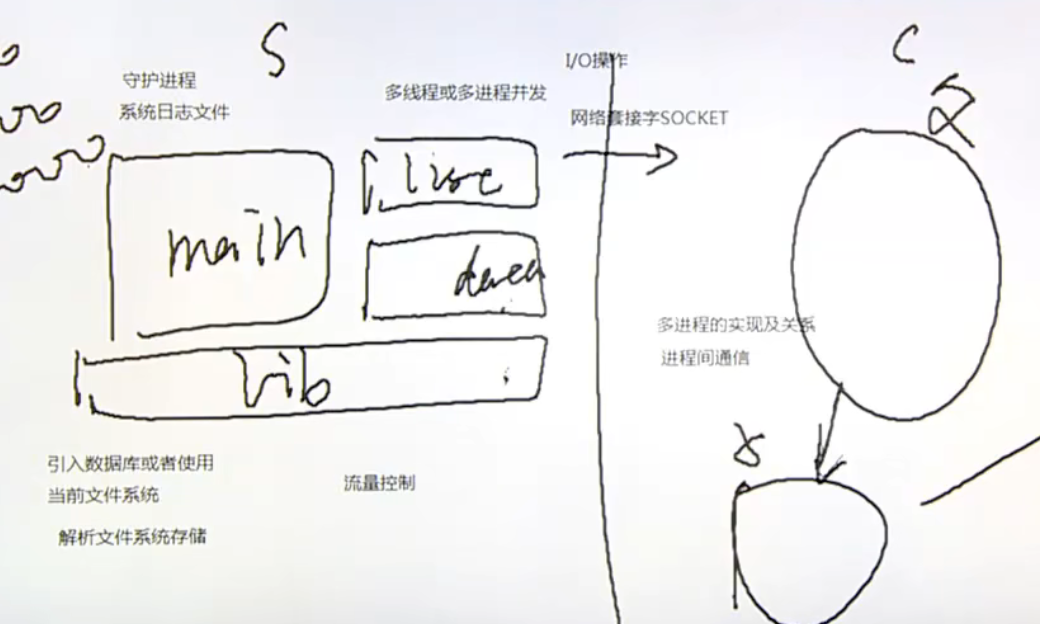 S
C
I/O操作
守护进程
系统日志文件
多线程或多进程并发
网络套接字SOCKET
main
list
多进程的实现及关系
进程间通信
lib
引入数据库或者使用
当前文件系统
解析文件系统存储
流量控制